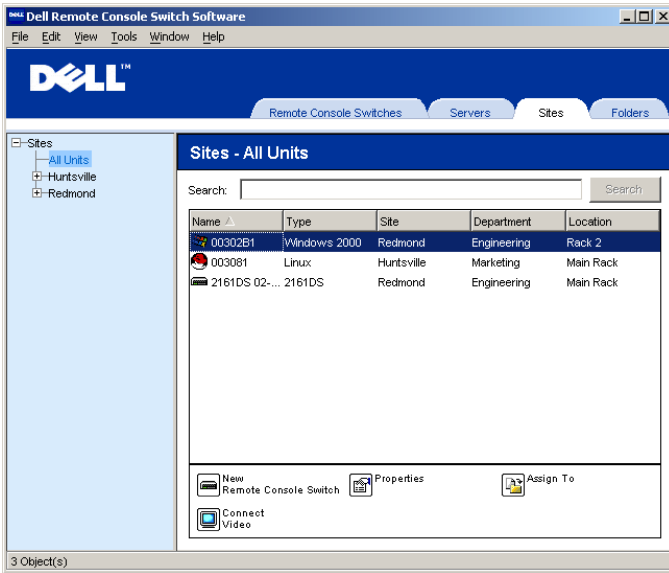 Dell Remote Console Switch Software
File Edit View Tools Window Help
DELL™
Remote Console Switches Servers Sites Folders
Sites
All Units
Huntsville
Redmond
Sites - All Units
Search: Search
Name Type Site Department Location
00302B1 Windows 2000 Redmond Engineering Rack 2
003081 Linux Huntsville Marketing Main Rack
2161DS 02-... 2161DS Redmond Engineering Main Rack
New
Remote Console Switch
Properties
Assign To
Connect
Video
3 Object(s)